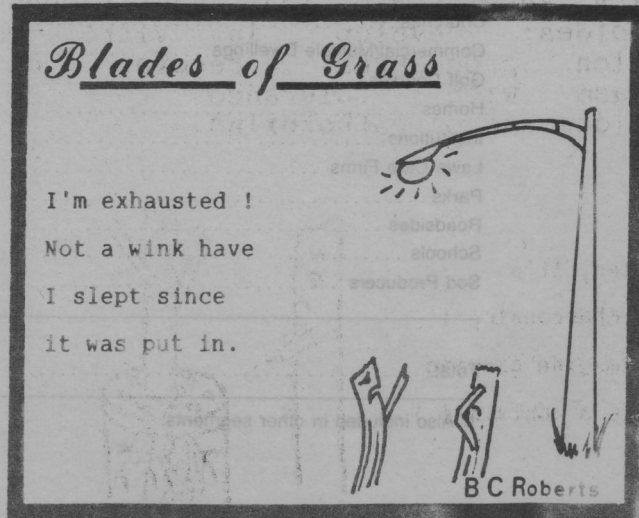 Blades of Grass
I'm exhausted !
Not a wink have
I slept since
it was put in.
B C Roberts